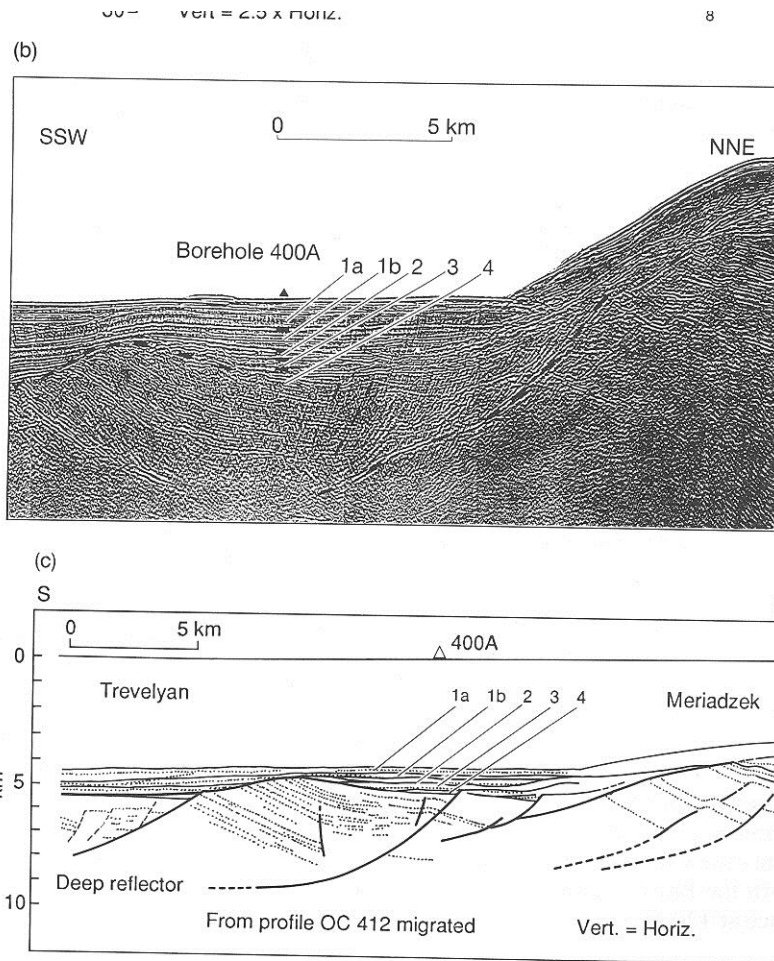 Vert = 2.5 x Horiz.
8
(b)
SSW
0 5 km
NNE
Borehole 400A
1a 1b 2 3 4
(c)
S
0 5 km
400A
0
Trevelyan
Meriadzek
1a 1b 2 3 4
5
km
Deep reflector
10
From profile OC 412 migrated
Vert. = Horiz.